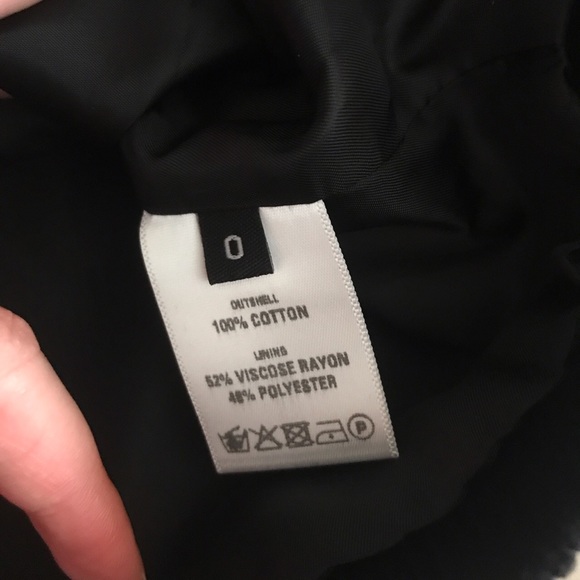 0
OUTSHELL
100% COTTON
LINING
52% VISCOSE RAYON
48% POLYESTER
P